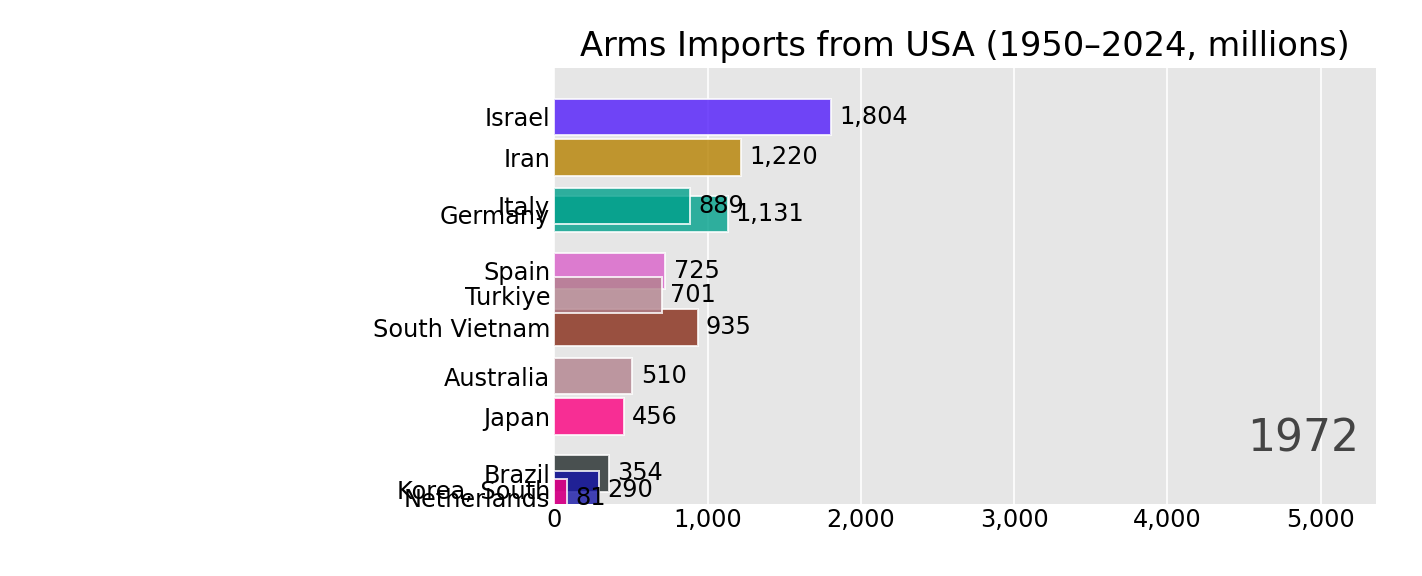 Arms Imports from USA (1950–2024, millions)
Israel 1,804
Iran 1,220
Italy 889
Germany 1,131
Spain 725
Turkiye 701
South Vietnam 935
Australia 510
Japan 456
1972
Brazil 354
Korea, South 290
Netherlands 81
0 1,000 2,000 3,000 4,000 5,000